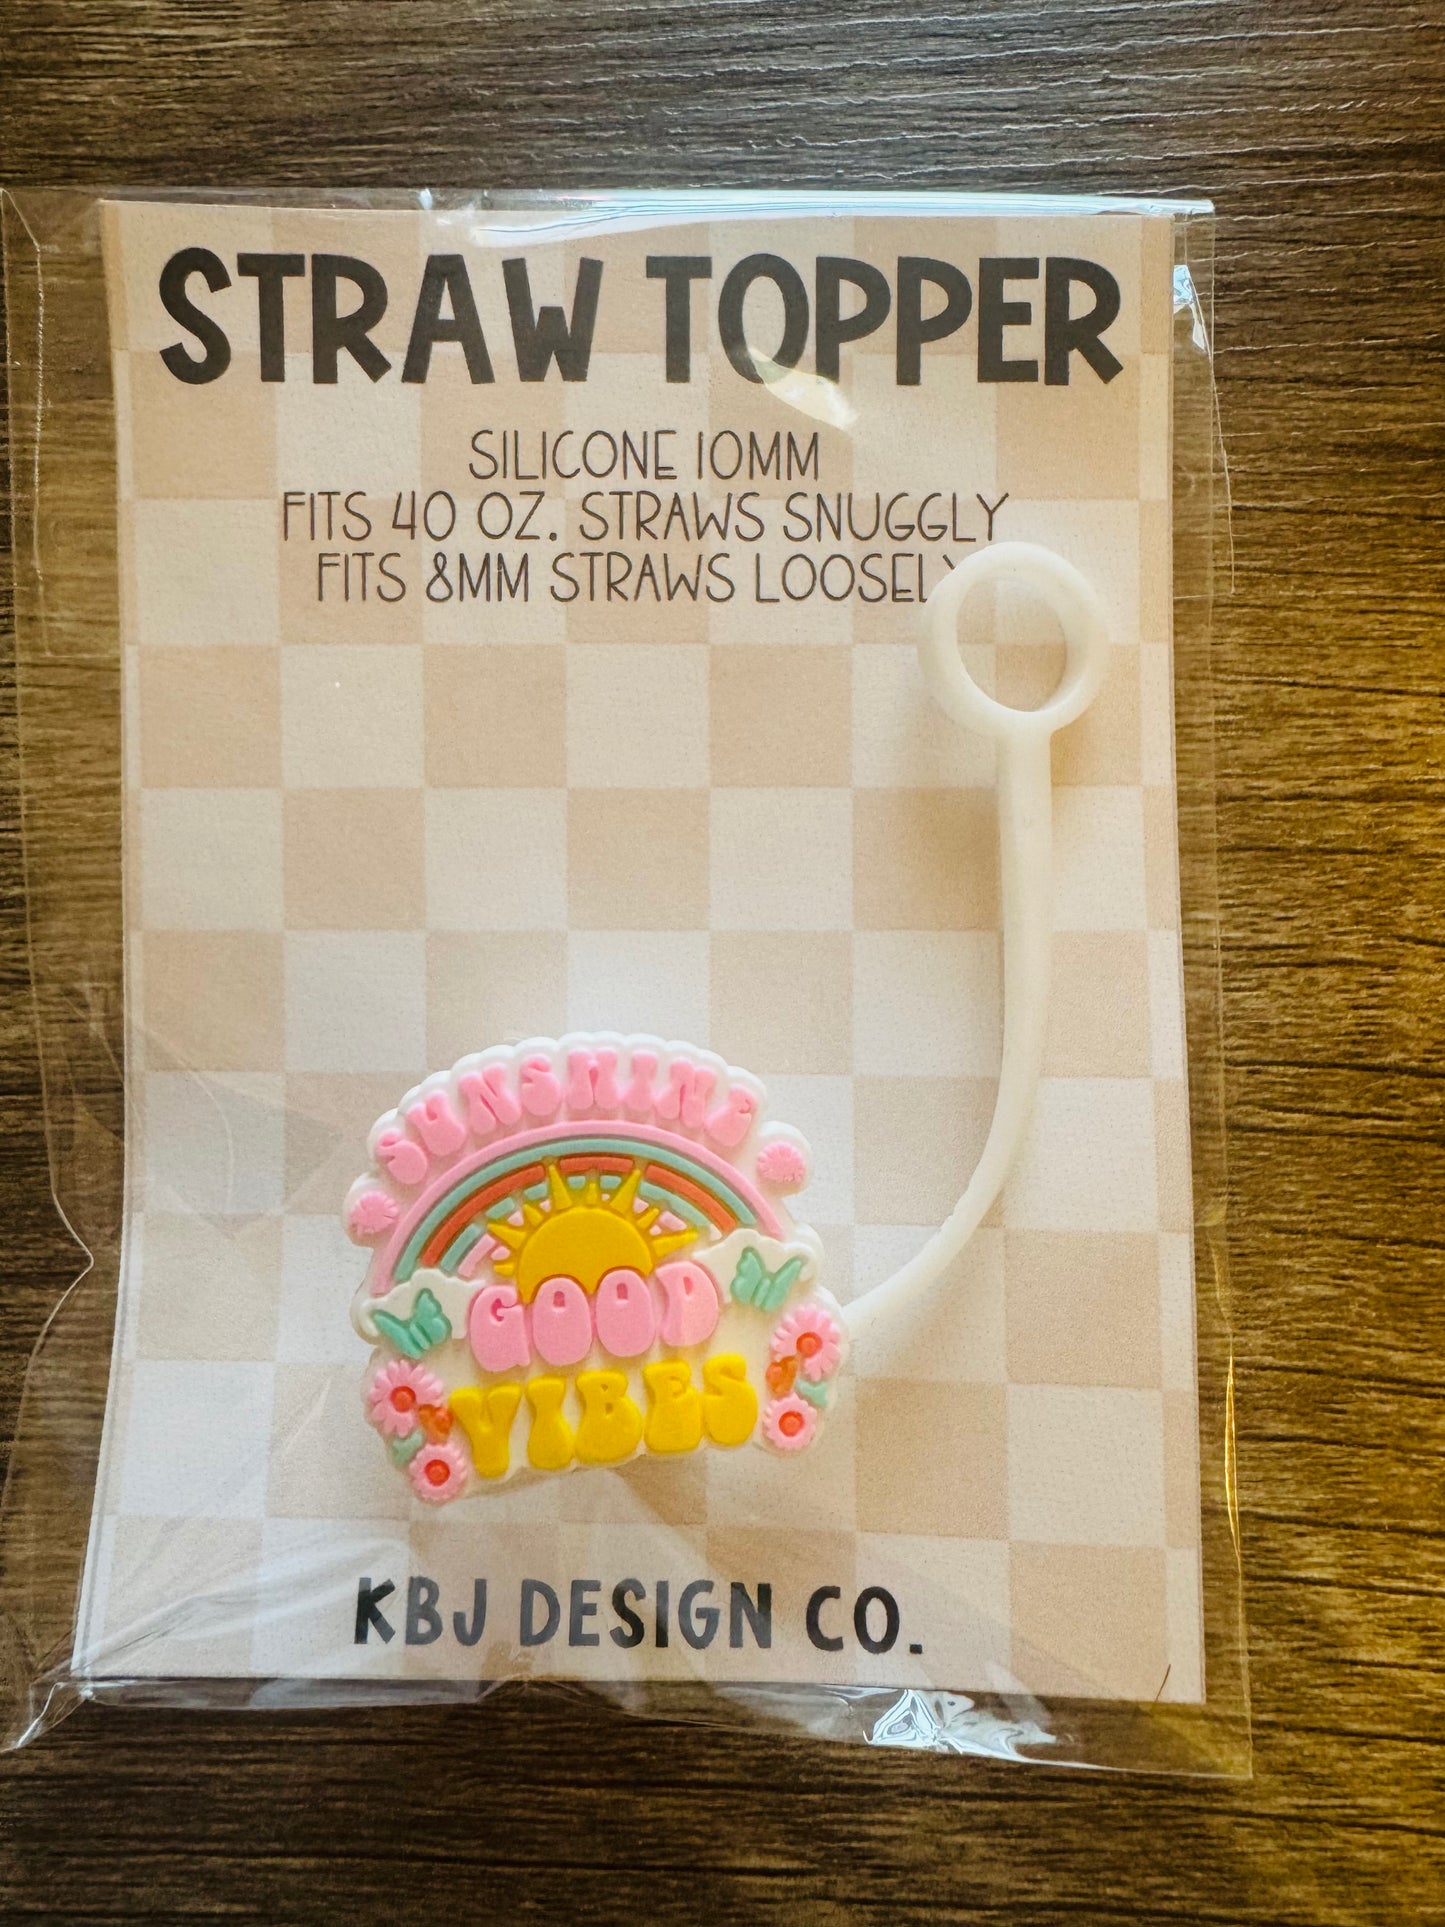 STRAW TOPPER
SILICONE 10MM
FITS 40 OZ. STRAWS SNUGGLY
FITS 8MM STRAWS LOOSELY
SUNSHINE
GOOD
VIBES
KBJ DESIGN CO.